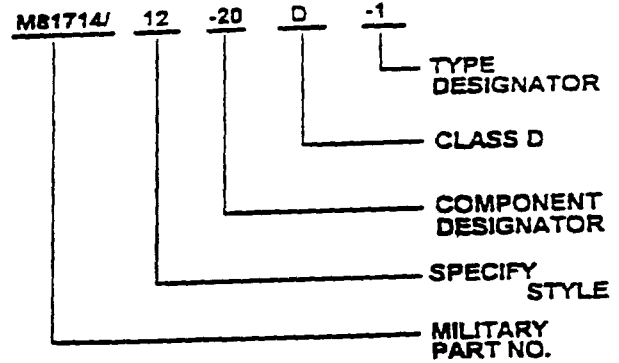 M81714/ 12 -20 D -1
TYPE
DESIGNATOR
CLASS D
COMPONENT
DESIGNATOR
SPECIFY
STYLE
MILITARY
PART NO.